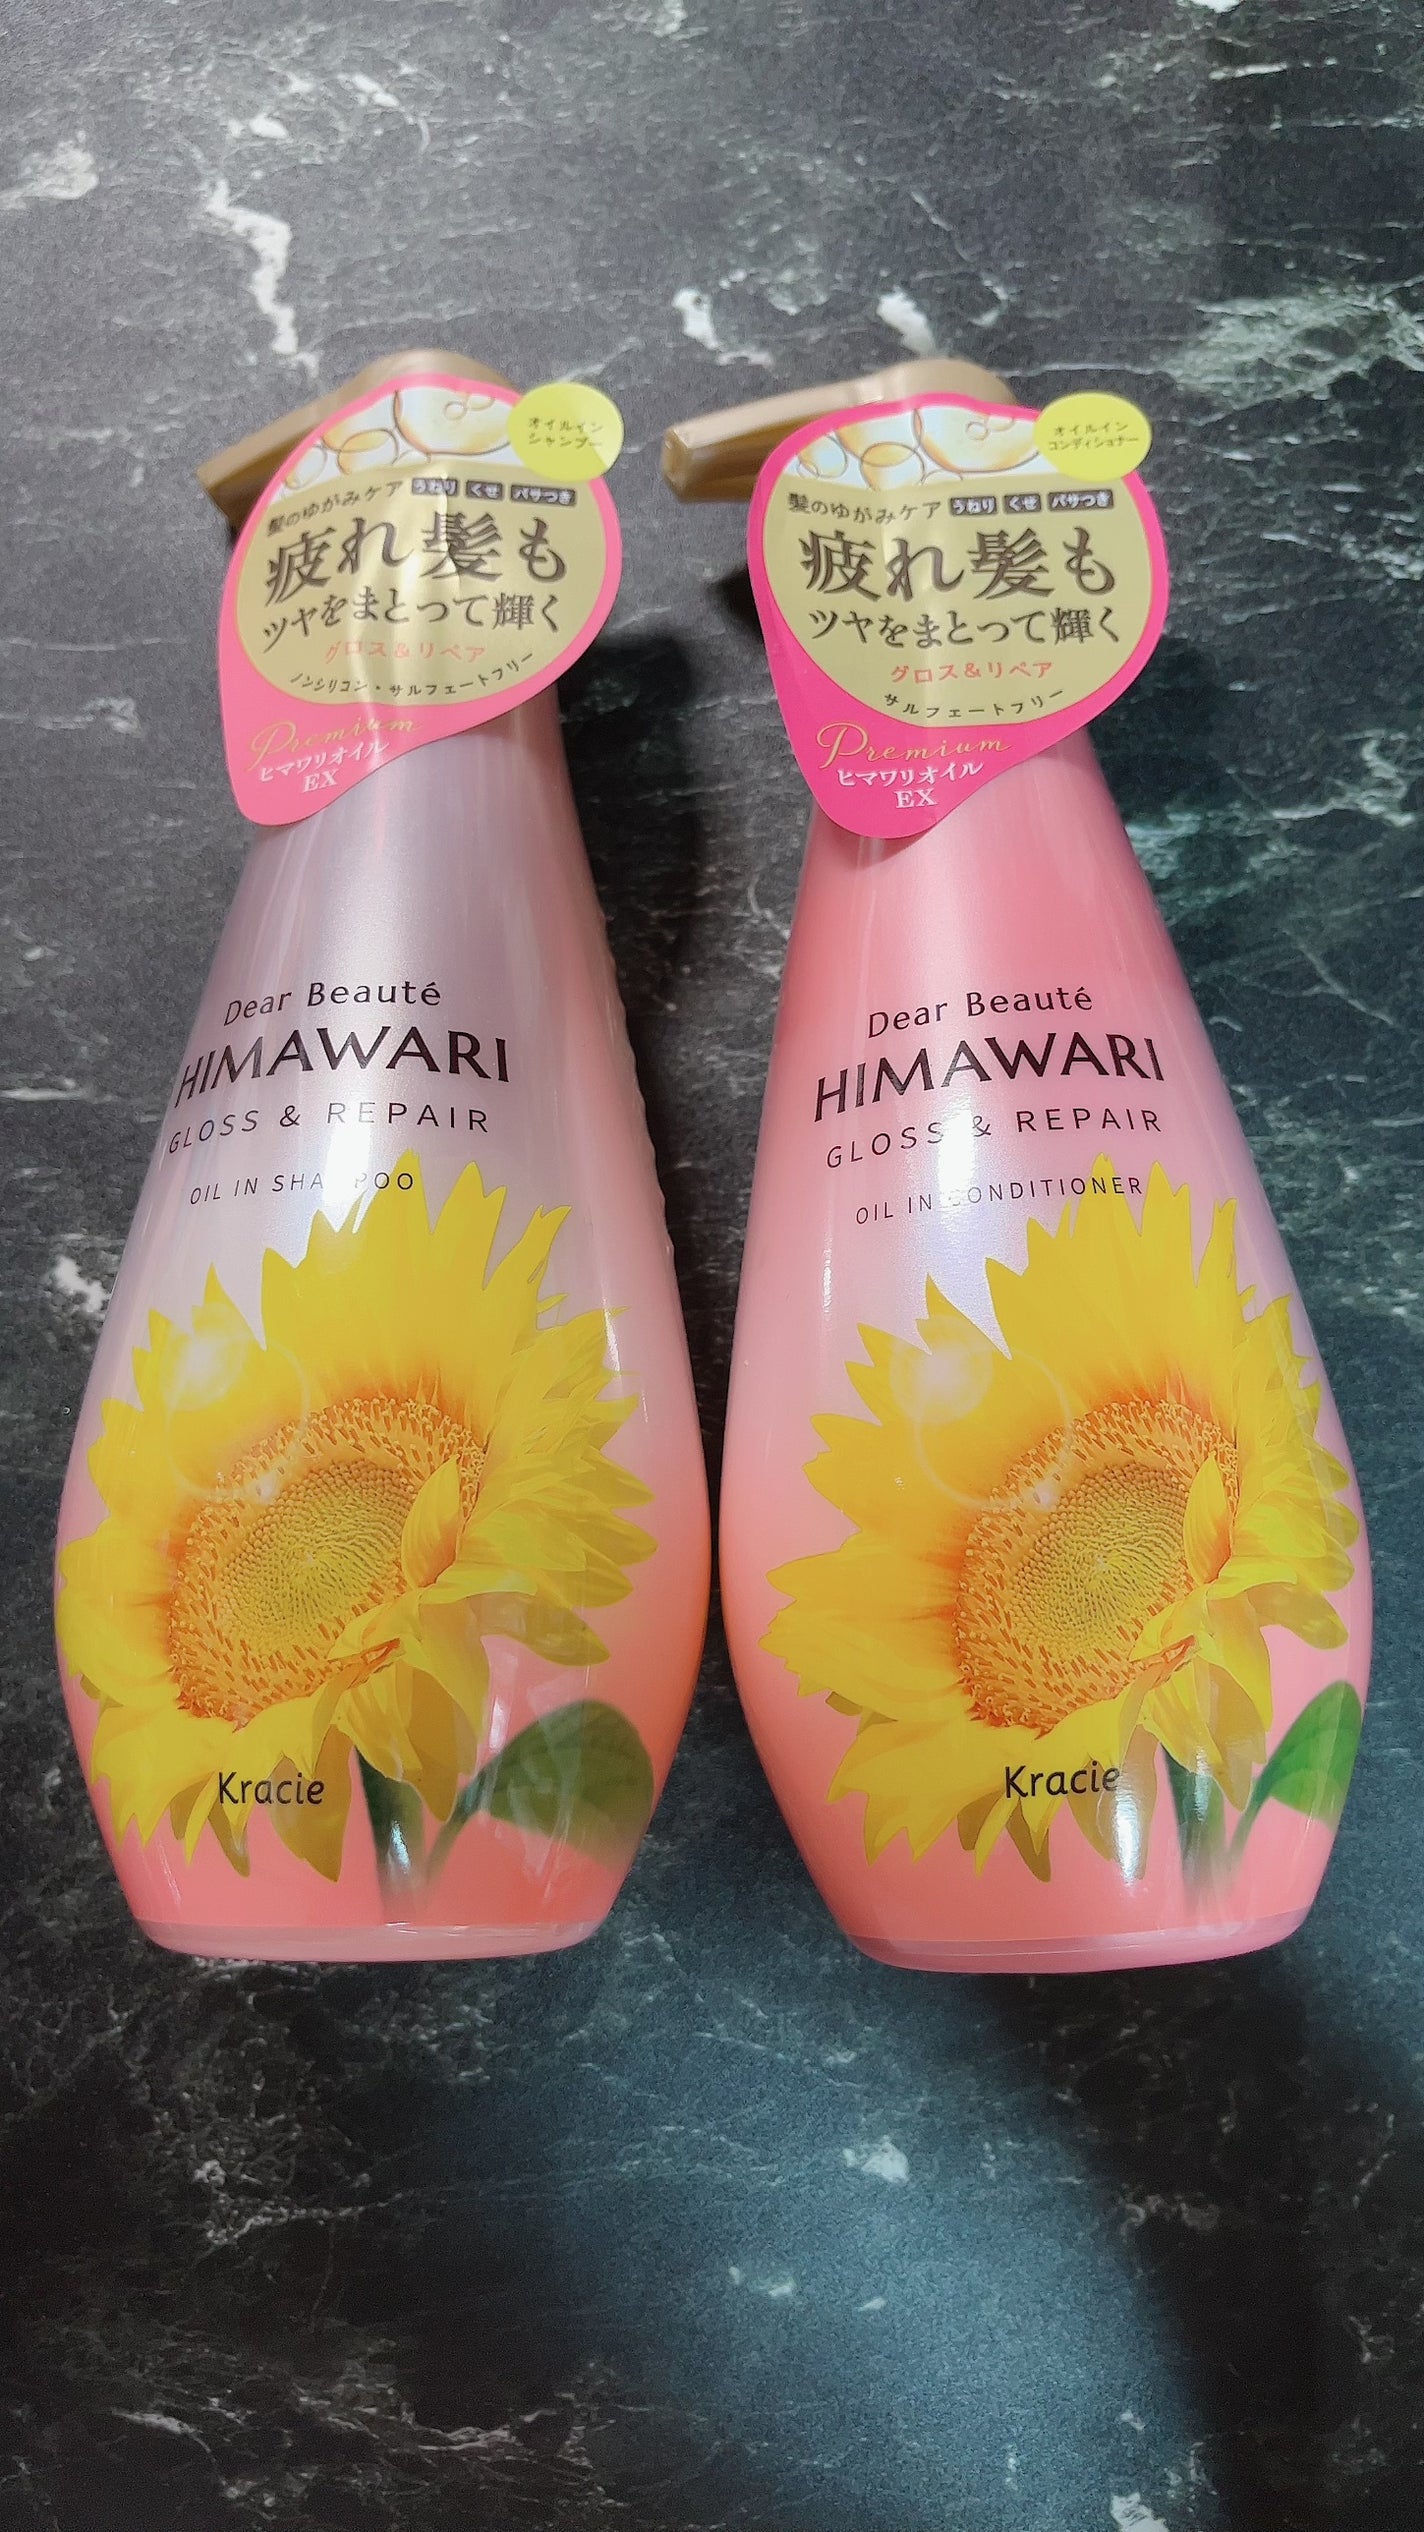 オイルイン
シャンプー
髪のゆがみケア うねり くせ パサつき
疲れ髪も
ツヤをまとって輝く
グロス&リペア
ノンシリコン・サルフェートフリー
Premium
ヒマワリオイル
EX
Dear Beauté
HIMAWARI
GLOSS & REPAIR
OIL IN SHAMPOO
Kracie
オイルイン
コンディショナー
髪のゆがみケア うねり くせ パサつき
疲れ髪も
ツヤをまとって輝く
グロス&リペア
サルフェートフリー
Premium
ヒマワリオイル
EX
Dear Beauté
HIMAWARI
GLOSS & REPAIR
OIL IN CONDITIONER
Kracie